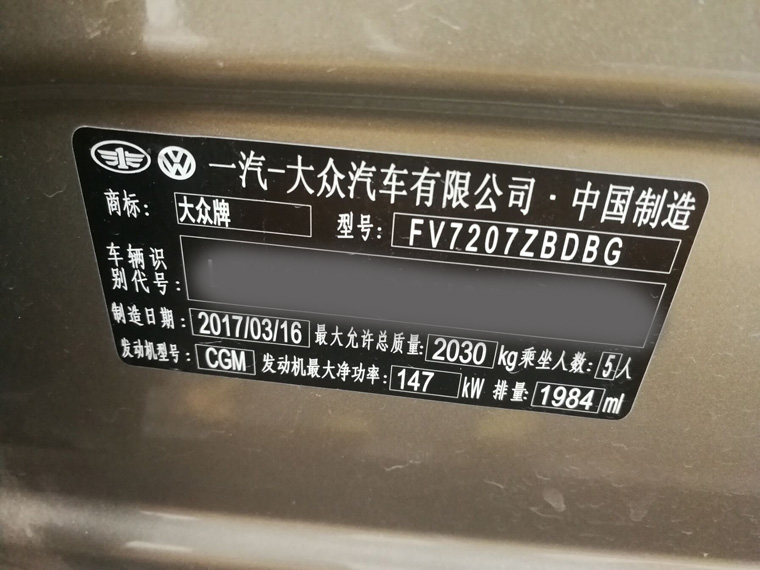 一汽-大众汽车有限公司·中国制造
商标: 大众牌 型号: FV7207ZBDBG
车辆识
别代号:
制造日期: 2017/03/16 最大允许总质量: 2030 kg 乘坐人数: 5 人
发动机型号: CGM 发动机最大净功率: 147 kW 排量: 1984 ml